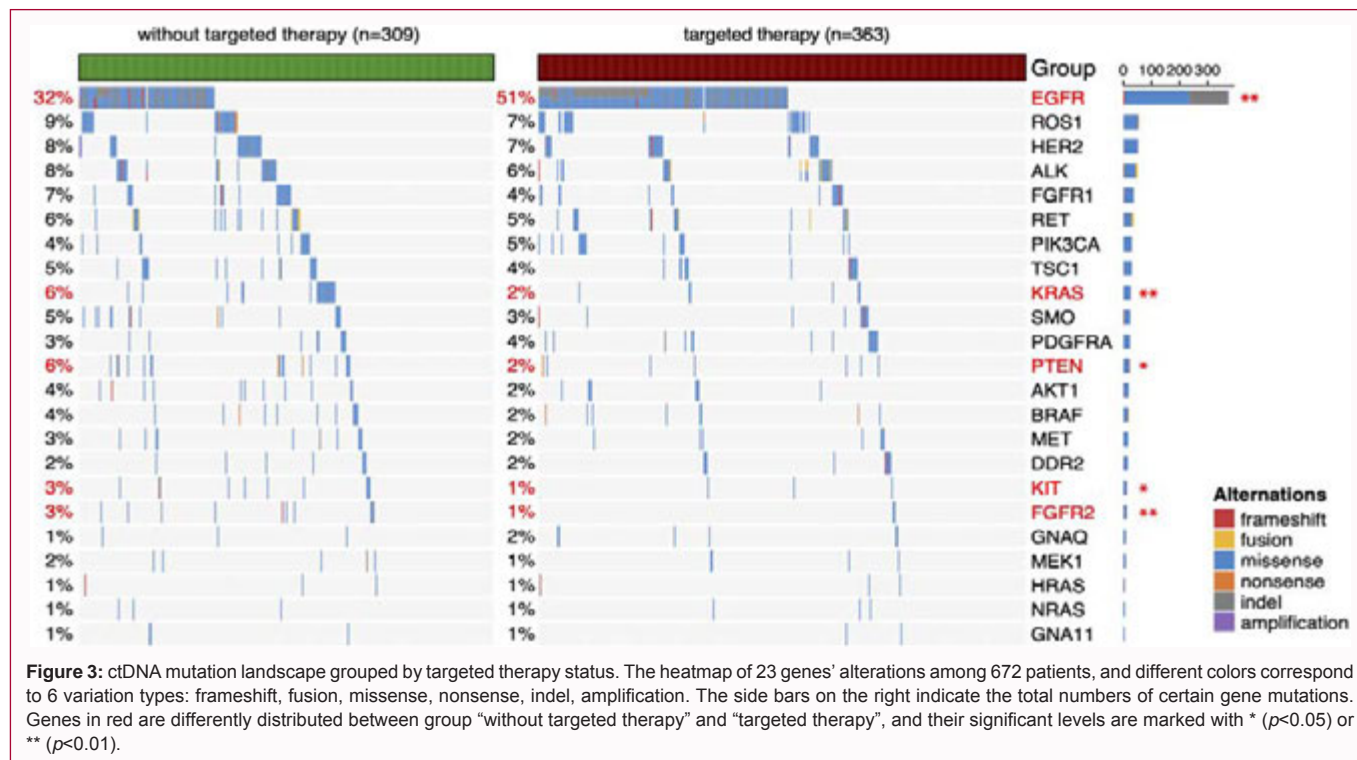 without targeted therapy (n=309) targeted therapy (n=363)
Group 0 100 200 300
32% 51% EGFR **
9% 7% ROS1
8% 7% HER2
8% 6% ALK
7% 4% FGFR1
6% 5% RET
4% 5% PIK3CA
5% 4% TSC1
6% 2% KRAS **
5% 3% SMO
3% 4% PDGFRA
6% 2% PTEN *
4% 2% AKT1
4% 2% BRAF
3% 2% MET
2% 2% DDR2
3% 1% KIT *
3% 1% FGFR2 **
1% 2% GNAQ
2% 1% MEK1
1% 1% HRAS
1% 1% NRAS
1% 1% GNA11
Alternations
frameshift
fusion
missense
nonsense
indel
amplification
Figure 3: ctDNA mutation landscape grouped by targeted therapy status. The heatmap of 23 genes’ alterations among 672 patients, and different colors correspond
to 6 variation types: frameshift, fusion, missense, nonsense, indel, amplification. The side bars on the right indicate the total numbers of certain gene mutations.
Genes in red are differently distributed between group “without targeted therapy” and “targeted therapy”, and their significant levels are marked with * (p<0.05) or
** (p<0.01).